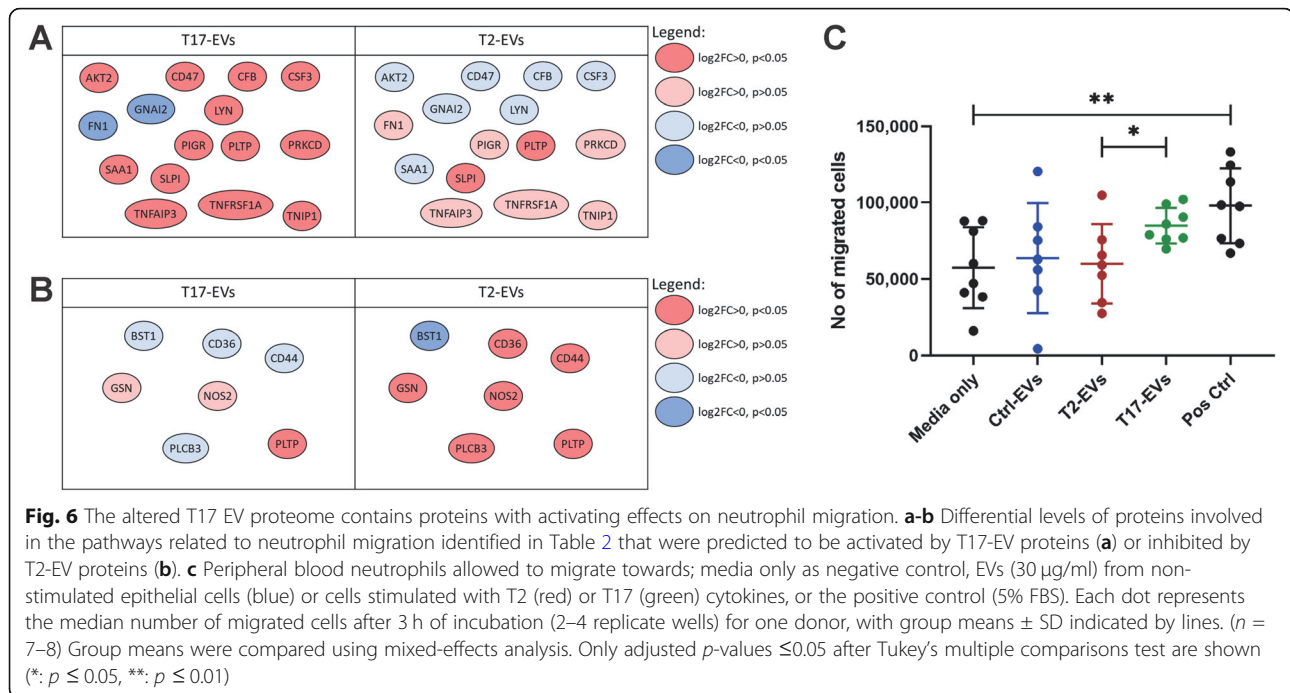 A
T17-EVs
T2-EVs
AKT2
CD47
CFB
CSF3
GNAI2
LYN
FN1
PIGR
PLTP
PRKCD
SAA1
SLPI
TNFAIP3
TNFRSF1A
TNIP1
AKT2
CD47
CFB
CSF3
GNAI2
LYN
FN1
PIGR
PLTP
PRKCD
SAA1
SLPI
TNFAIP3
TNFRSF1A
TNIP1
Legend:
log2FC>0, p<0.05
log2FC>0, p>0.05
log2FC<0, p>0.05
log2FC<0, p<0.05
B
T17-EVs
T2-EVs
BST1
CD36
CD44
GSN
NOS2
PLCB3
PLTP
BST1
CD36
CD44
GSN
NOS2
PLCB3
PLTP
Legend:
log2FC>0, p<0.05
log2FC>0, p>0.05
log2FC<0, p>0.05
log2FC<0, p<0.05
C
**
*
150,000
100,000
50,000
0
No of migrated cells
Media only
Ctrl-EVs
T2-EVs
T17-EVs
Pos Ctrl
Fig. 6 The altered T17 EV proteome contains proteins with activating effects on neutrophil migration. a-b Differential levels of proteins involved
in the pathways related to neutrophil migration identified in Table 2 that were predicted to be activated by T17-EV proteins (a) or inhibited by
T2-EV proteins (b). c Peripheral blood neutrophils allowed to migrate towards; media only as negative control, EVs (30 μg/ml) from non-
stimulated epithelial cells (blue) or cells stimulated with T2 (red) or T17 (green) cytokines, or the positive control (5% FBS). Each dot represents
the median number of migrated cells after 3 h of incubation (2–4 replicate wells) for one donor, with group means ± SD indicated by lines. (n =
7–8) Group means were compared using mixed-effects analysis. Only adjusted p-values ≤0.05 after Tukey's multiple comparisons test are shown
(*: p ≤ 0.05, **: p ≤ 0.01)